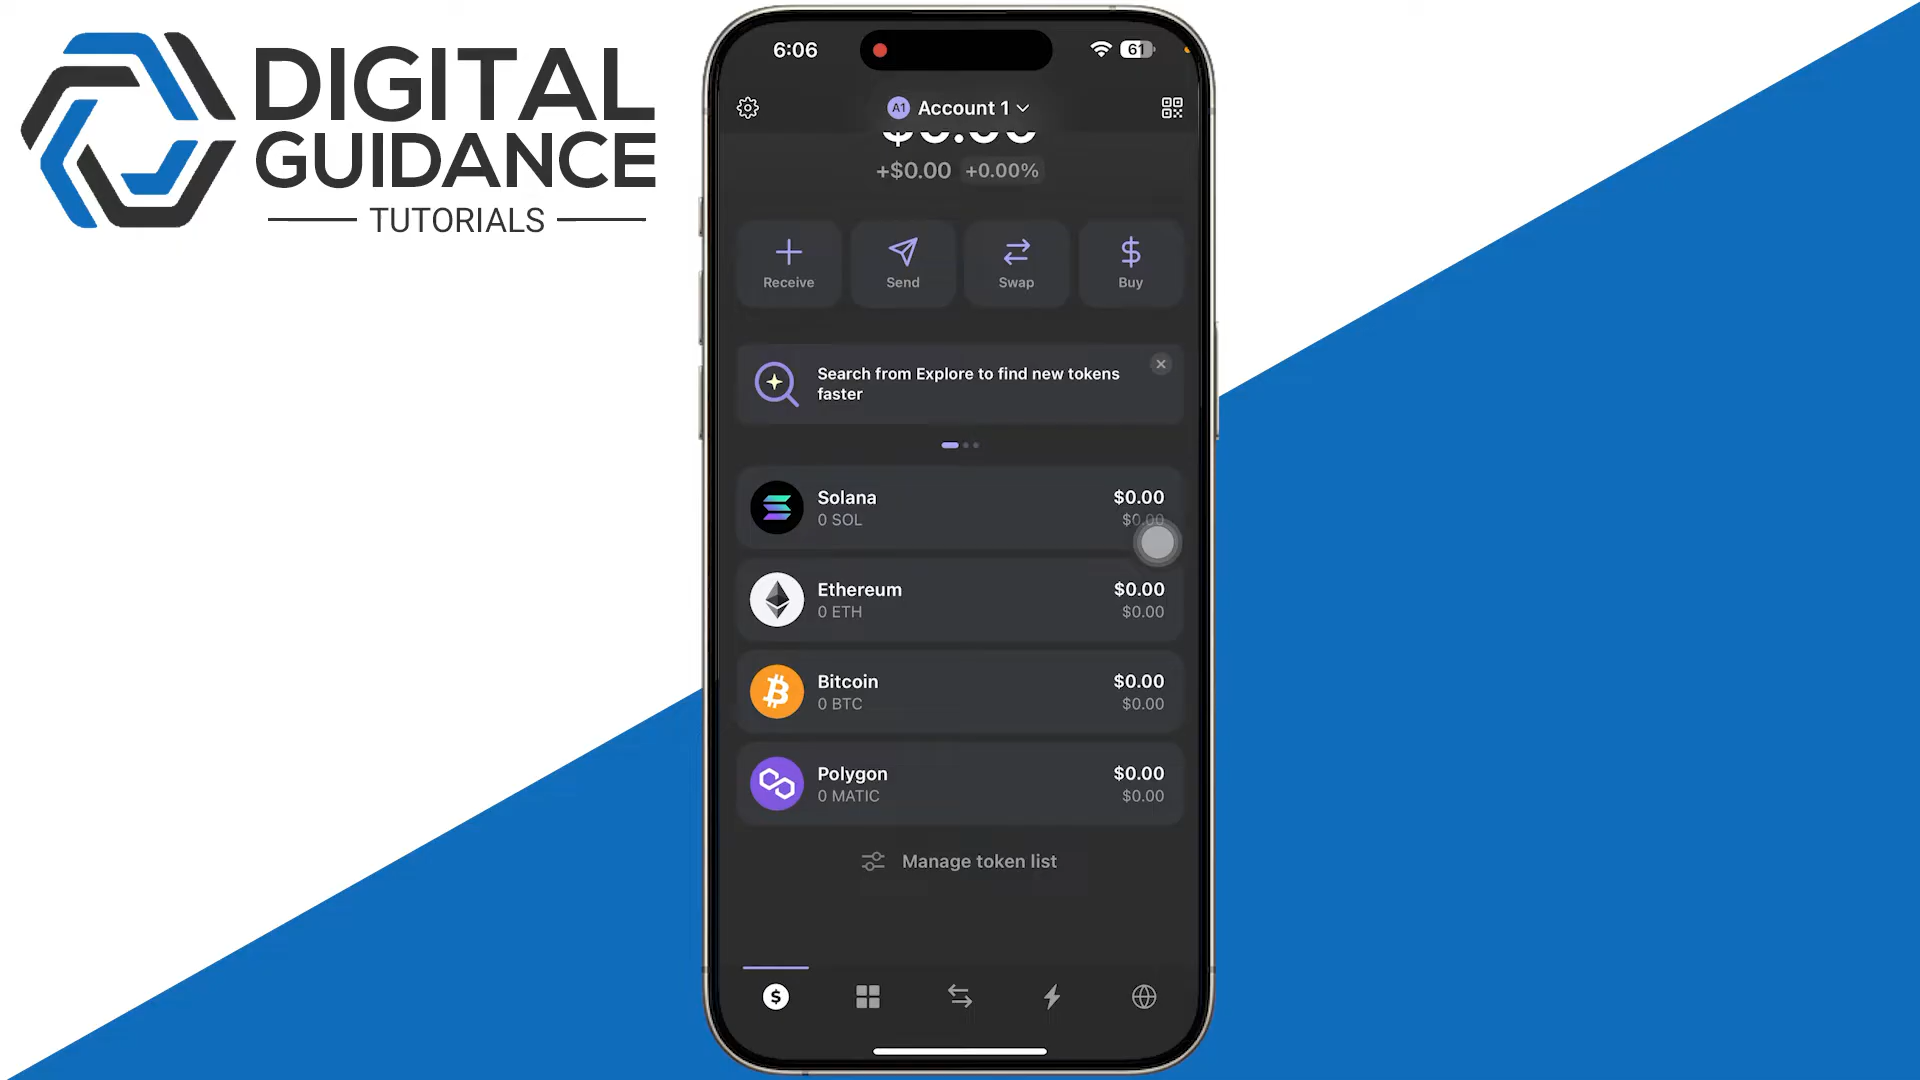 DIGITAL
GUIDANCE
TUTORIALS
6:06
61
A1 Account 1
+$0.00 +0.00%
Receive
Send
Swap
Buy
Search from Explore to find new tokens
faster
Solana
$0.00
0 SOL
$0.00
Ethereum
$0.00
0 ETH
$0.00
Bitcoin
$0.00
0 BTC
$0.00
Polygon
$0.00
0 MATIC
$0.00
Manage token list